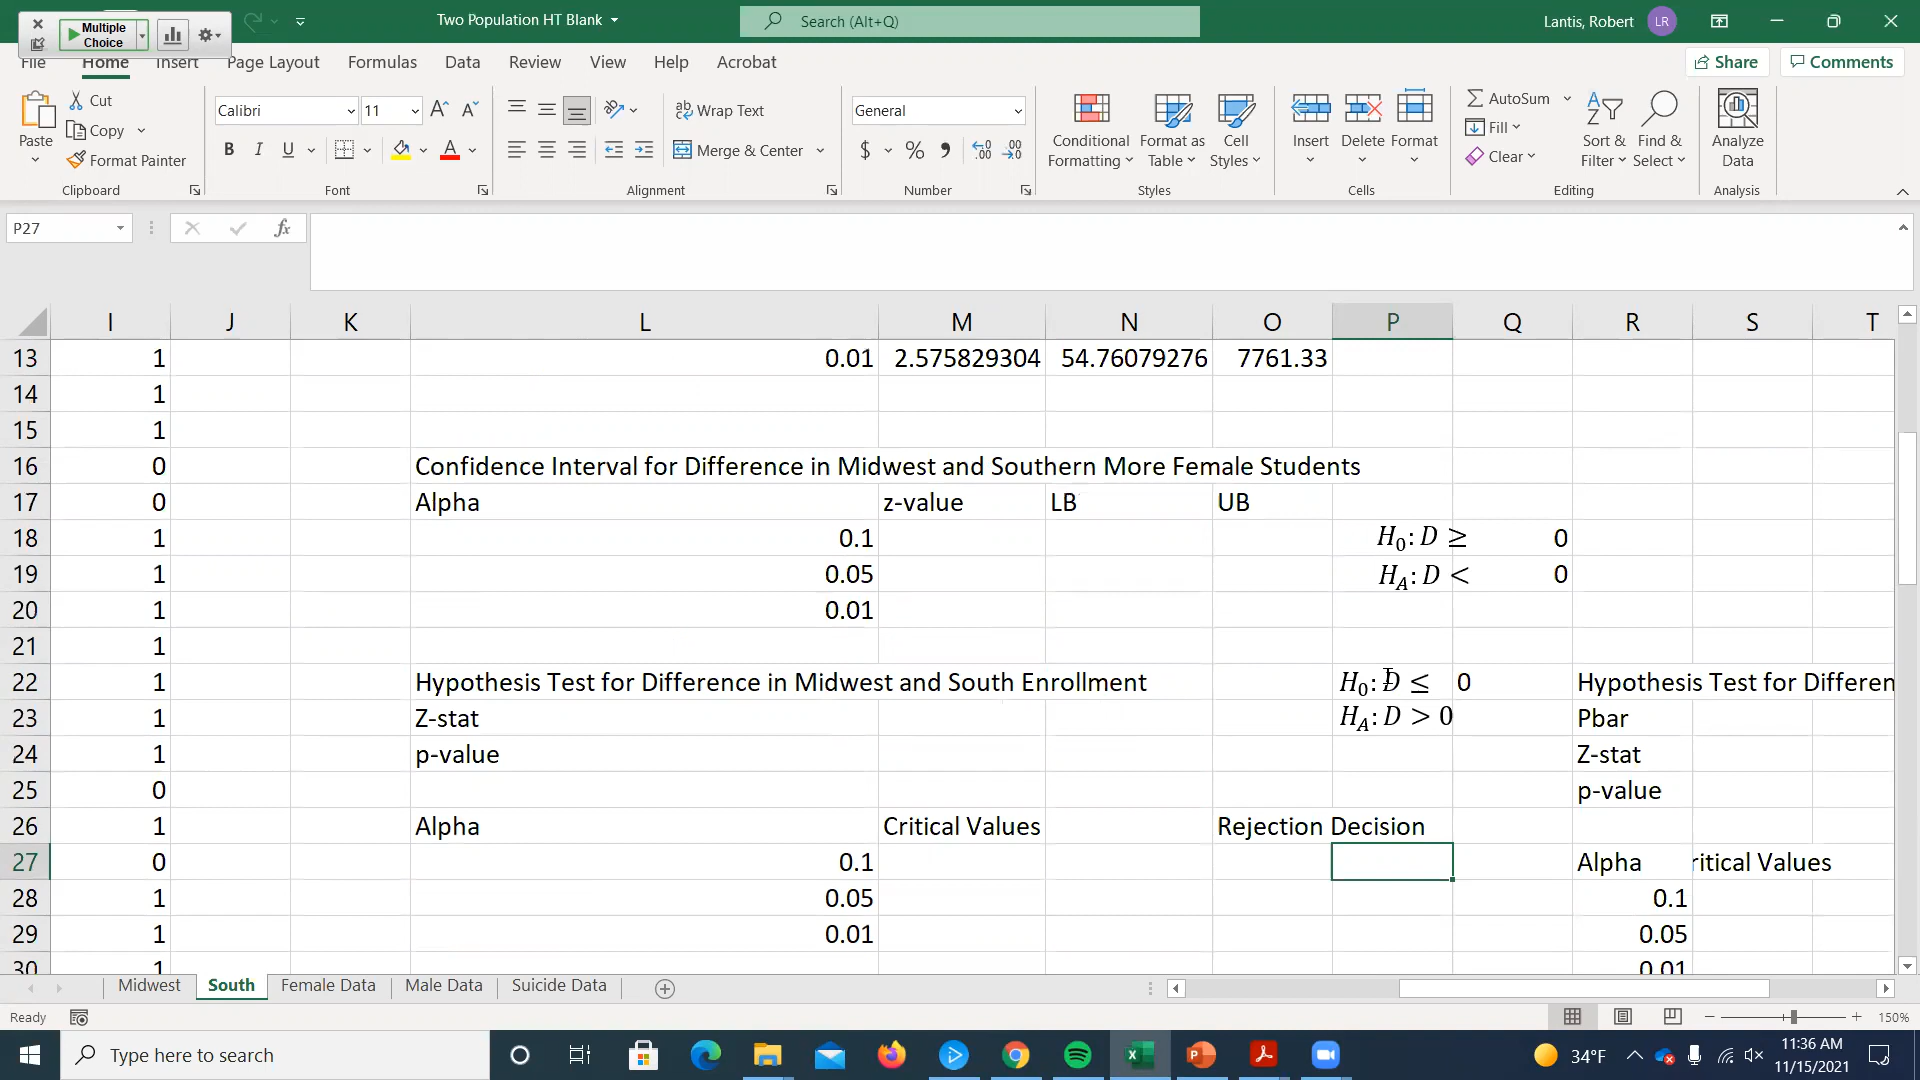 Multiple Choice
Two Population HT Blank
Search (Alt+Q)
Lantis, Robert LR
File Home Insert Page Layout Formulas Data Review View Help Acrobat
Share Comments
Paste
Cut
Copy
Format Painter
Clipboard
Calibri 11
B I U
Font
Wrap Text
Merge & Center
Alignment
General
$ % ,
Number
Conditional Formatting
Format as Table
Cell Styles
Styles
Insert Delete Format
Cells
AutoSum
Fill
Clear
Sort & Filter
Find & Select
Editing
Analyze Data
Analysis
P27 fx
I J K L M N O P Q R S T
13 1 0.01 2.575829304 54.76079276 7761.33
14 1
15 1
16 0 Confidence Interval for Difference in Midwest and Southern More Female Students
17 0 Alpha z-value LB UB
18 1 0.1 H₀: D ≥ 0
19 1 0.05 H_A: D < 0
20 1 0.01
21 1
22 1 Hypothesis Test for Difference in Midwest and South Enrollment H₀: D ≤ 0 Hypothesis Test for Differen
23 1 Z-stat H_A: D > 0 Pbar
24 1 p-value Z-stat
25 0 p-value
26 1 Alpha Critical Values Rejection Decision
27 0 0.1 Alpha ritical Values
28 1 0.05 0.1
29 1 0.01 0.05
30 1 0.01
Midwest South Female Data Male Data Suicide Data
Ready 150%
Type here to search
34°F
11:36 AM
11/15/2021